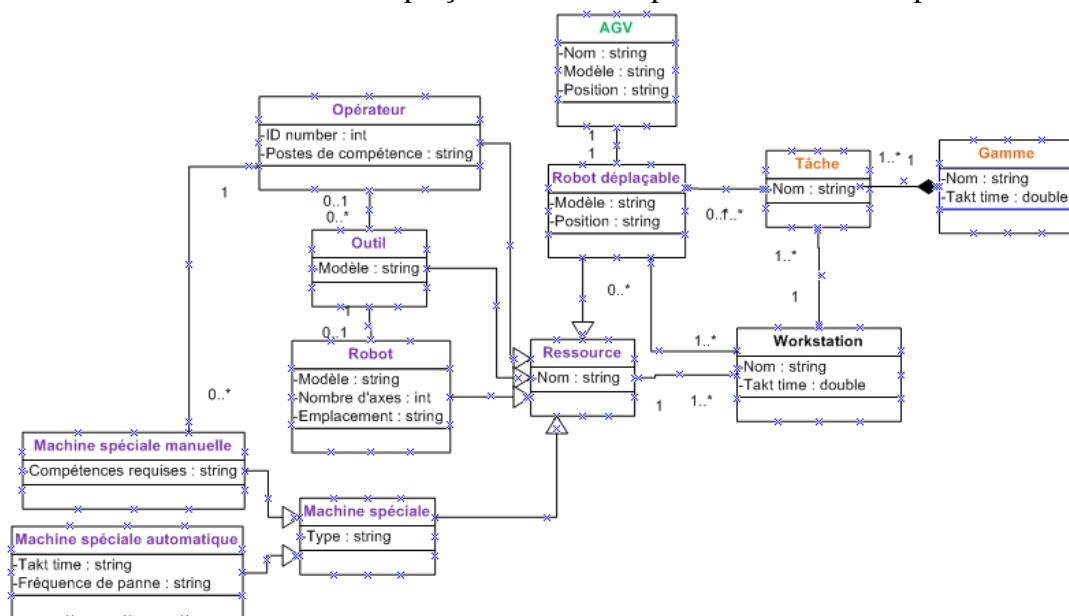 AGV
-Nom : string
Modèle : string
Position : string
Opérateur
-ID number : int
-Postes de compétence : string
1
1
Robot déplaçable
-Modèle : string
-Position : string
Tâche
-Nom : string
1..*
1
Gamme
-Nom : string
-Takt time : double
1
0..1
0..*
Outil
-Modèle : string
1..*
0..*
1
1
0..1
Robot
-Modèle : string
-Nombre d'axes : int
-Emplacement : string
Ressource
-Nom : string
1..*
Workstation
-Nom : string
-Takt time : double
1
1..*
0..*
Machine spéciale manuelle
-Compétences requises : string
Machine spéciale
-Type : string
Machine spéciale automatique
-Takt time : string
-Fréquence de panne : string